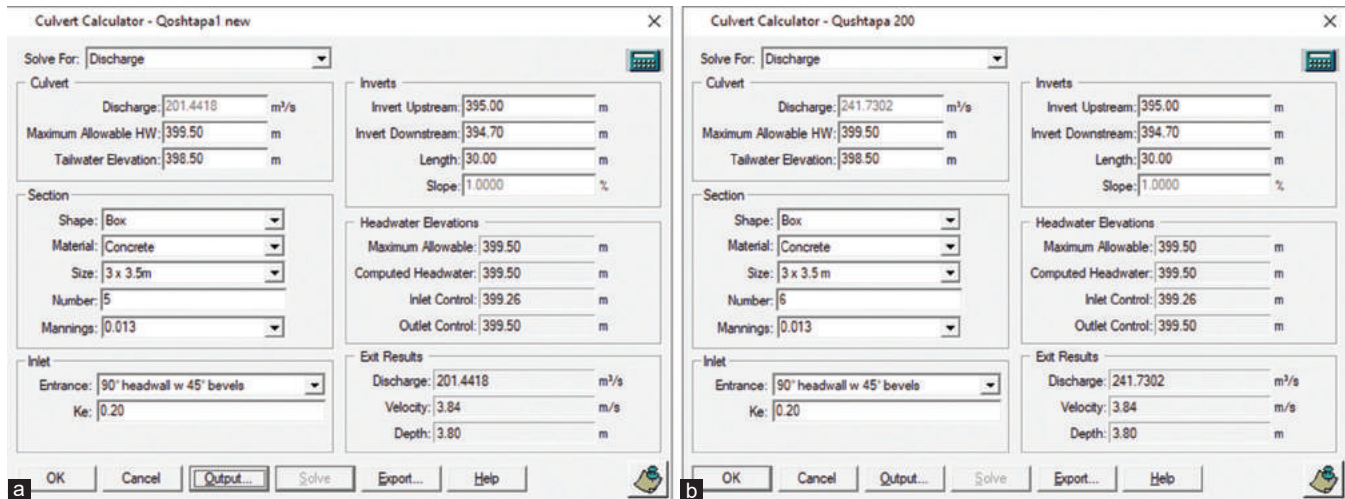 Culvert Calculator - Qoshtapa1 new
Solve For: Discharge
Culvert
Discharge: 201.4418 m³/s
Maximum Allowable HW: 399.50 m
Tailwater Elevation: 398.50 m
Section
Shape: Box
Material: Concrete
Size: 3 x 3.5m
Number: 5
Mannings: 0.013
Inlet
Entrance: 90° headwall w 45° bevels
Ke: 0.20
Inverts
Invert Upstream: 395.00 m
Invert Downstream: 394.70 m
Length: 30.00 m
Slope: 1.0000 %
Headwater Elevations
Maximum Allowable: 399.50 m
Computed Headwater: 399.50 m
Inlet Control: 399.26 m
Outlet Control: 399.50 m
Exit Results
Discharge: 201.4418 m³/s
Velocity: 3.84 m/s
Depth: 3.80 m
OK Cancel Output... Solve Export... Help
a
Culvert Calculator - Qushtapa 200
Solve For: Discharge
Culvert
Discharge: 241.7302 m³/s
Maximum Allowable HW: 399.50 m
Tailwater Elevation: 398.50 m
Section
Shape: Box
Material: Concrete
Size: 3 x 3.5 m
Number: 6
Mannings: 0.013
Inlet
Entrance: 90° headwall w 45° bevels
Ke: 0.20
Inverts
Invert Upstream: 395.00 m
Invert Downstream: 394.70 m
Length: 30.00 m
Slope: 1.0000 %
Headwater Elevations
Maximum Allowable: 399.50 m
Computed Headwater: 399.50 m
Inlet Control: 399.26 m
Outlet Control: 399.50 m
Exit Results
Discharge: 241.7302 m³/s
Velocity: 3.84 m/s
Depth: 3.80 m
OK Cancel Output... Solve Export... Help
b